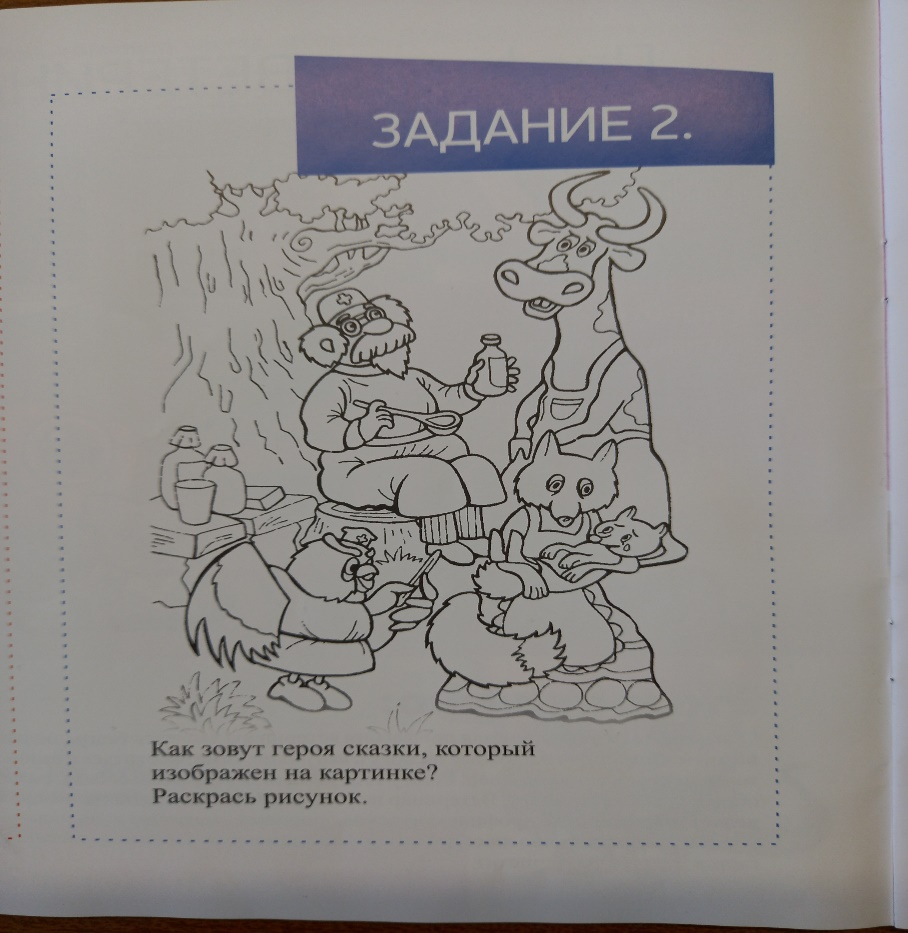 ЗАДАНИЕ 2.
Как зовут героя сказки, который
изображен на картинке?
Раскрась рисунок.